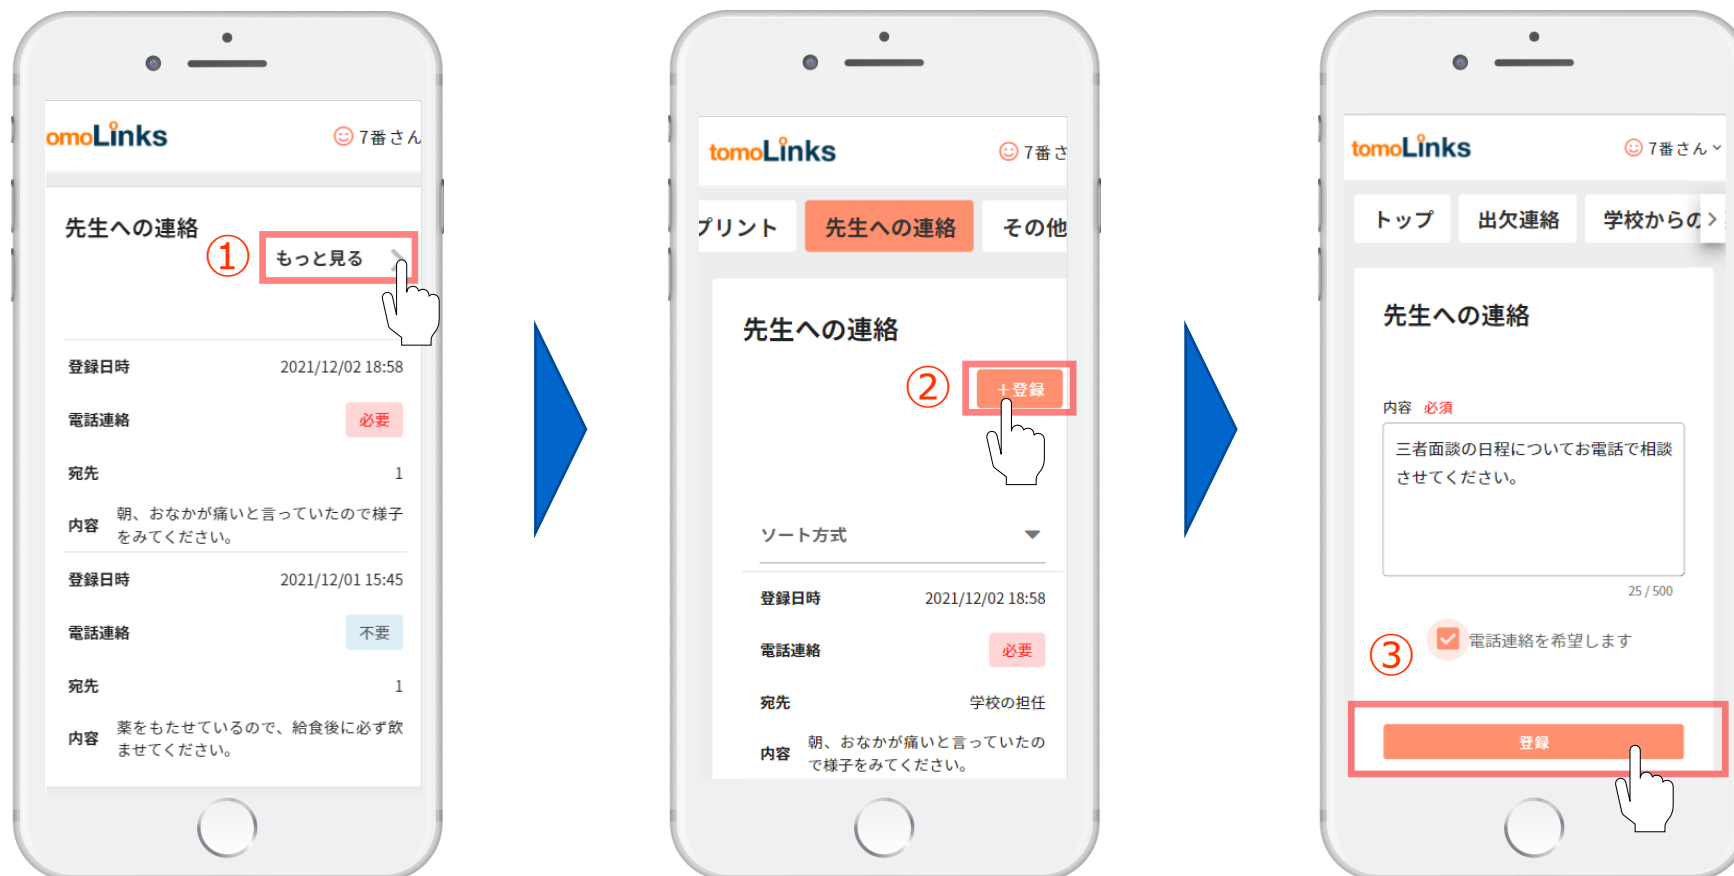 omoLinks
7番さん
先生への連絡
①
もっと見る
登録日時 2021/12/02 18:58
電話連絡 必要
宛先 1
内容 朝、おなかが痛いと言っていたので様子
をみてください。
登録日時 2021/12/01 15:45
電話連絡 不要
宛先 1
内容 薬をもたせているので、給食後に必ず飲
ませてください。
tomoLinks
7番さ
プリント 先生への連絡 その他
先生への連絡
②
+登録
ソート方式
登録日時 2021/12/02 18:58
電話連絡 必要
宛先 学校の担任
内容 朝、おなかが痛いと言っていたの
で様子をみてください。
tomoLinks
7番さん
トップ 出欠連絡 学校からの
先生への連絡
内容 必須
三者面談の日程についてお電話で相談
させてください。
25 / 500
③
電話連絡を希望します
登録